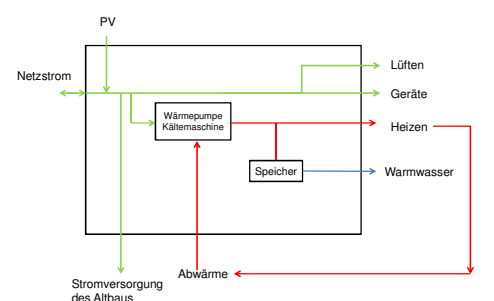 PV
Netzstrom
Lüften
Geräte
Wärmepumpe
Kältemaschine
Heizen
Speicher
Warmwasser
Abwärme
Stromversorgung
des Altbaus